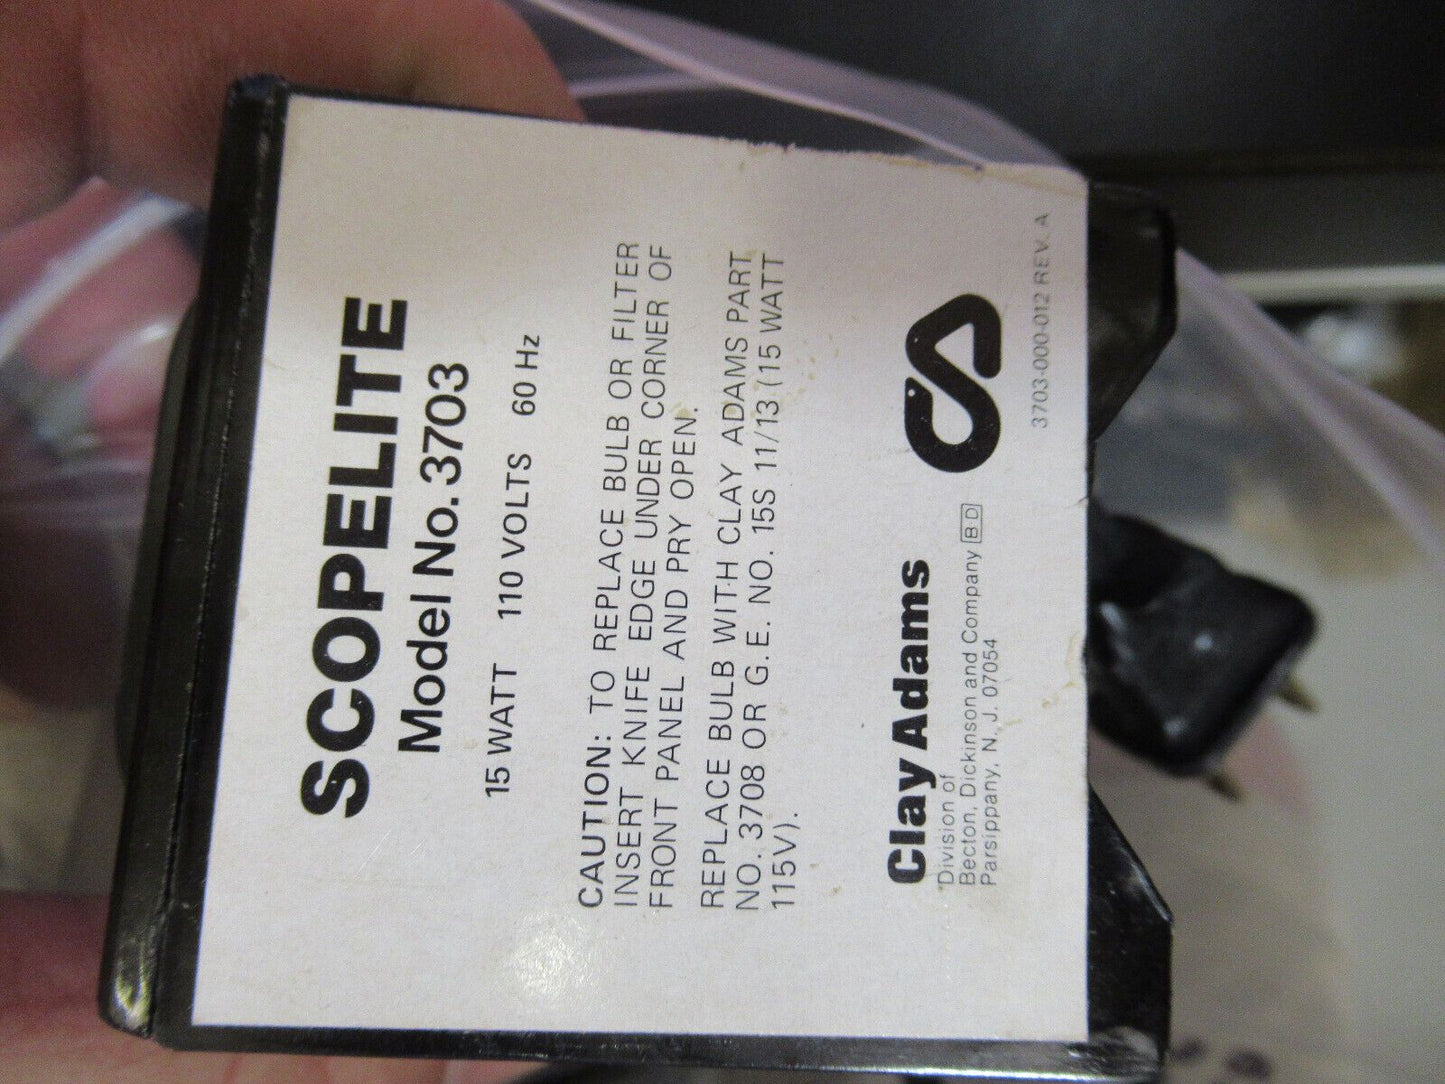 SCOPELITE
Model No. 3703
15 WATT 110 VOLTS 60 Hz
CAUTION: TO REPLACE BULB OR FILTER
INSERT KNIFE EDGE UNDER CORNER OF
FRONT PANEL AND PRY OPEN.
REPLACE BULB WITH CLAY ADAMS PART
NO. 3708 OR G. E. NO. 15S 11/13 (15 WATT
115V).
Clay Adams
Division of
Becton, Dickinson and Company B D
Parsippany, N. J. 07054
CA
3703-000-012 REV. A